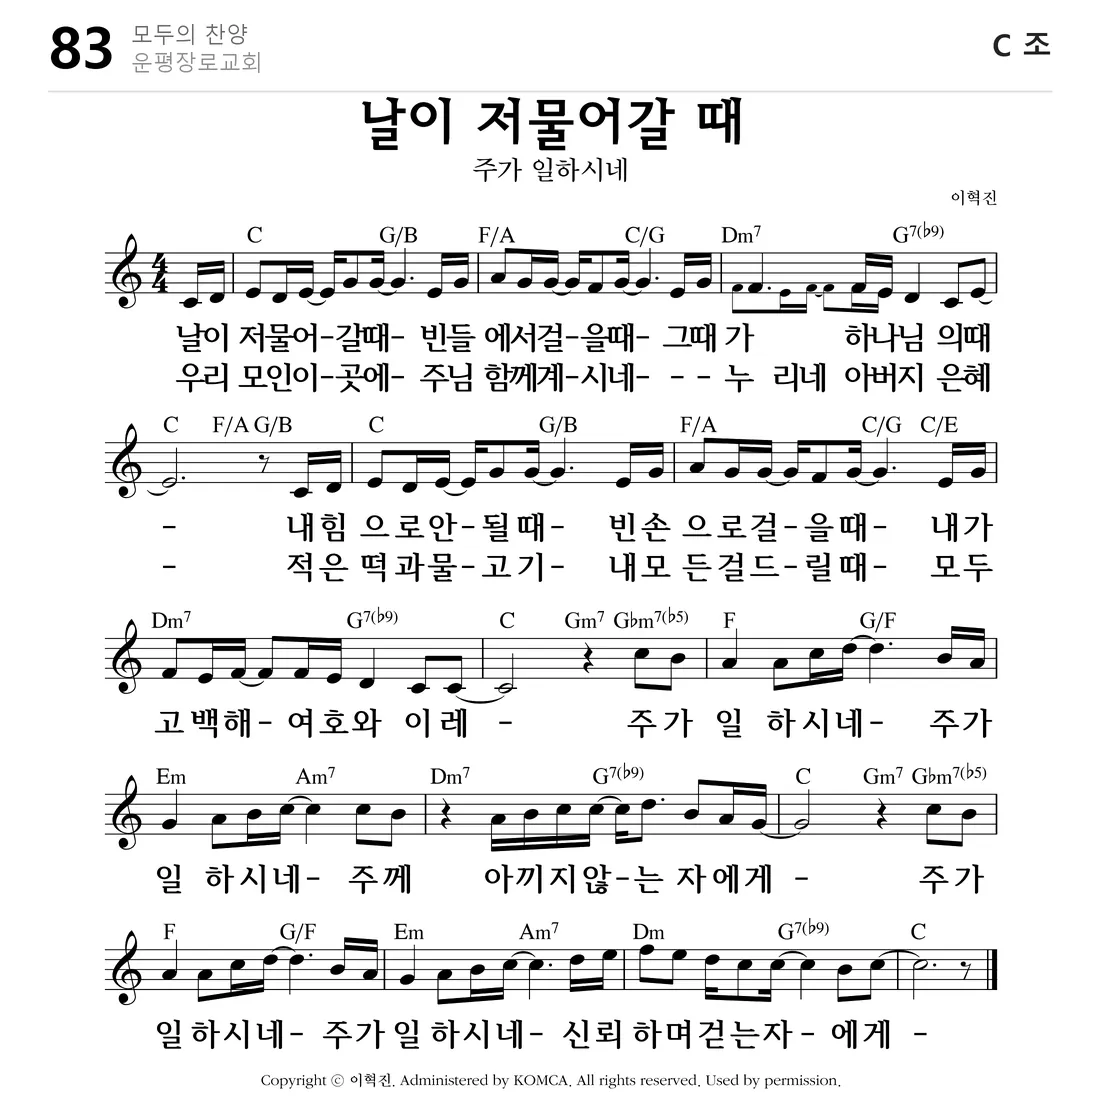 83 모두의 찬양
운평장로교회
C 조
날이 저물어갈 때
주가 일하시네
이혁진
C G/B F/A C/G Dm7 G7(♭9)
날이 저물어-갈때- 빈들 에서걸-을때- 그때 가 하나님 의때
우리 모인이-곳에- 주님 함께계-시네- - - 누 리네 아버지 은혜
C F/A G/B C G/B F/A C/G C/E
- 내힘 으로안-될때- 빈손 으로걸-을때- 내가
- 적은 떡과물-고기- 내모 든걸드-릴때- 모두
Dm7 G7(♭9) C Gm7 G♭m7(♭5) F G/F
고백해-여호와 이레 - 주가 일 하시네- 주가
Em Am7 Dm7 G7(♭9) C Gm7 G♭m7(♭5)
일 하시네- 주께 아끼지않-는 자에게 - 주가
F G/F Em Am7 Dm G7(♭9) C
일 하시네- 주가 일 하시네- 신뢰 하며걷는자- 에게 -
Copyright ⓒ 이혁진. Administered by KOMCA. All rights reserved. Used by permission.